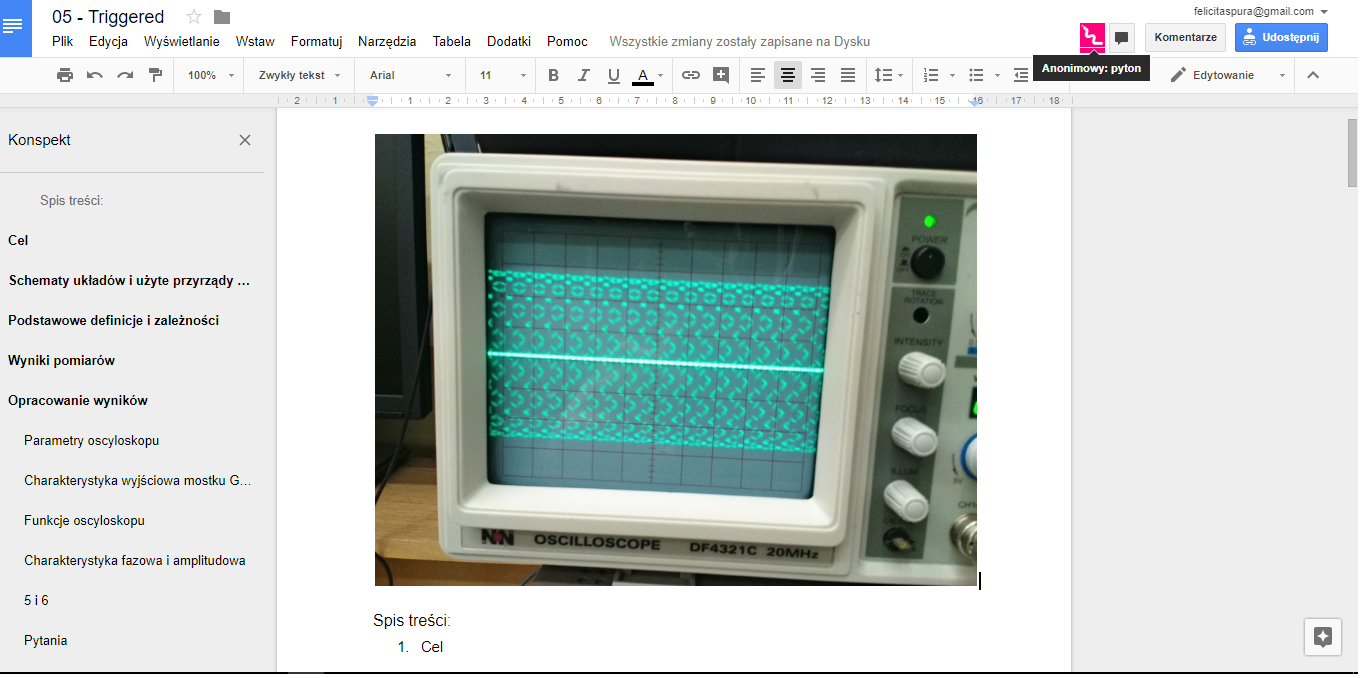 05 - Triggered
felicitaspura@gmail.com
Plik Edycja Wyświetlanie Wstaw Formatuj Narzędzia Tabela Dodatki Pomoc Wszystkie zmiany zostały zapisane na Dysku
Komentarze Udostępnij
Anonimowy: pyton
100% Zwykły tekst Arial 11 B I U A Edytowanie
2 1 1 2 3 4 5 6 7 8 9 10 11 12 13 14 15 16 17 18
Konspekt
Spis treści:
Cel
Schematy układów i użyte przyrządy ...
Podstawowe definicje i zależności
Wyniki pomiarów
Opracowanie wyników
Parametry oscyloskopu
Charakterystyka wyjściowa mostku G...
Funkcje oscyloskopu
Charakterystyka fazowa i amplitudowa
5 i 6
Pytania
POWER
ON
OFF
TRACE
ROTATION
INTENSITY
FOCUS
ILLUM
5V
CH1
OSCILLOSCOPE DF4321C 20MHz
Spis treści:
1. Cel